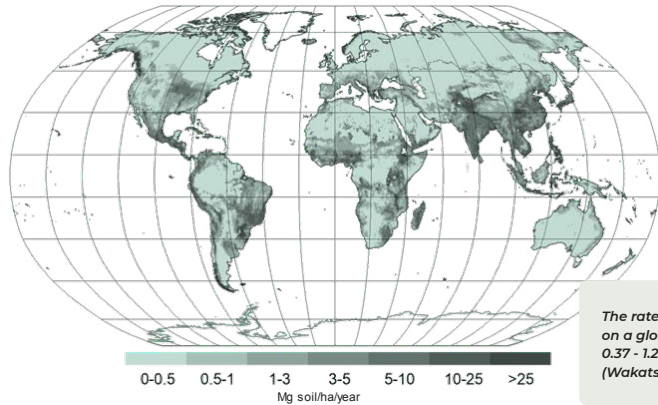 The rate
on a glo
0.37 - 1.2
(Wakats
0-0.5 0.5-1 1-3 3-5 5-10 10-25 >25
Mg soil/ha/year